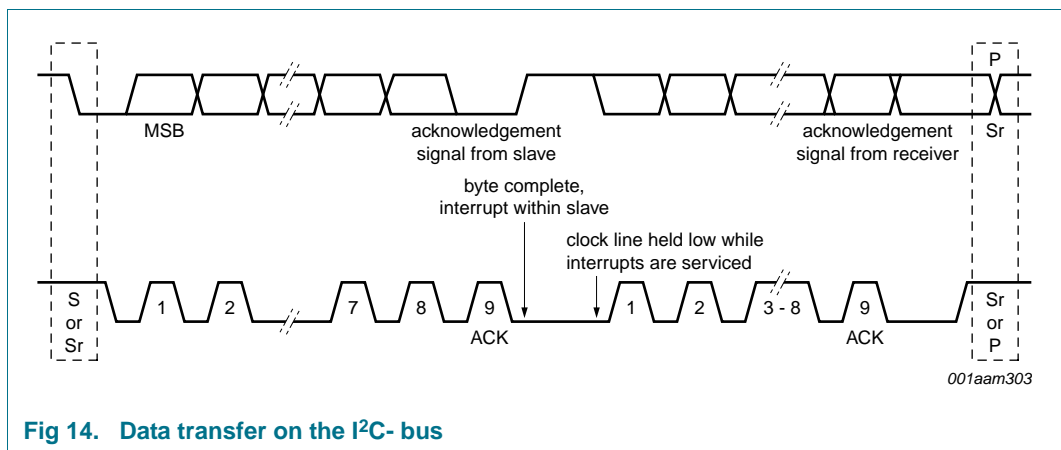 P
MSB
acknowledgement
signal from slave
acknowledgement
signal from receiver
Sr
byte complete,
interrupt within slave
clock line held low while
interrupts are serviced
S
or
Sr
1 2 7 8 9 1 2 3 - 8 9
Sr
or
P
ACK ACK
001aam303
Fig 14. Data transfer on the I²C- bus